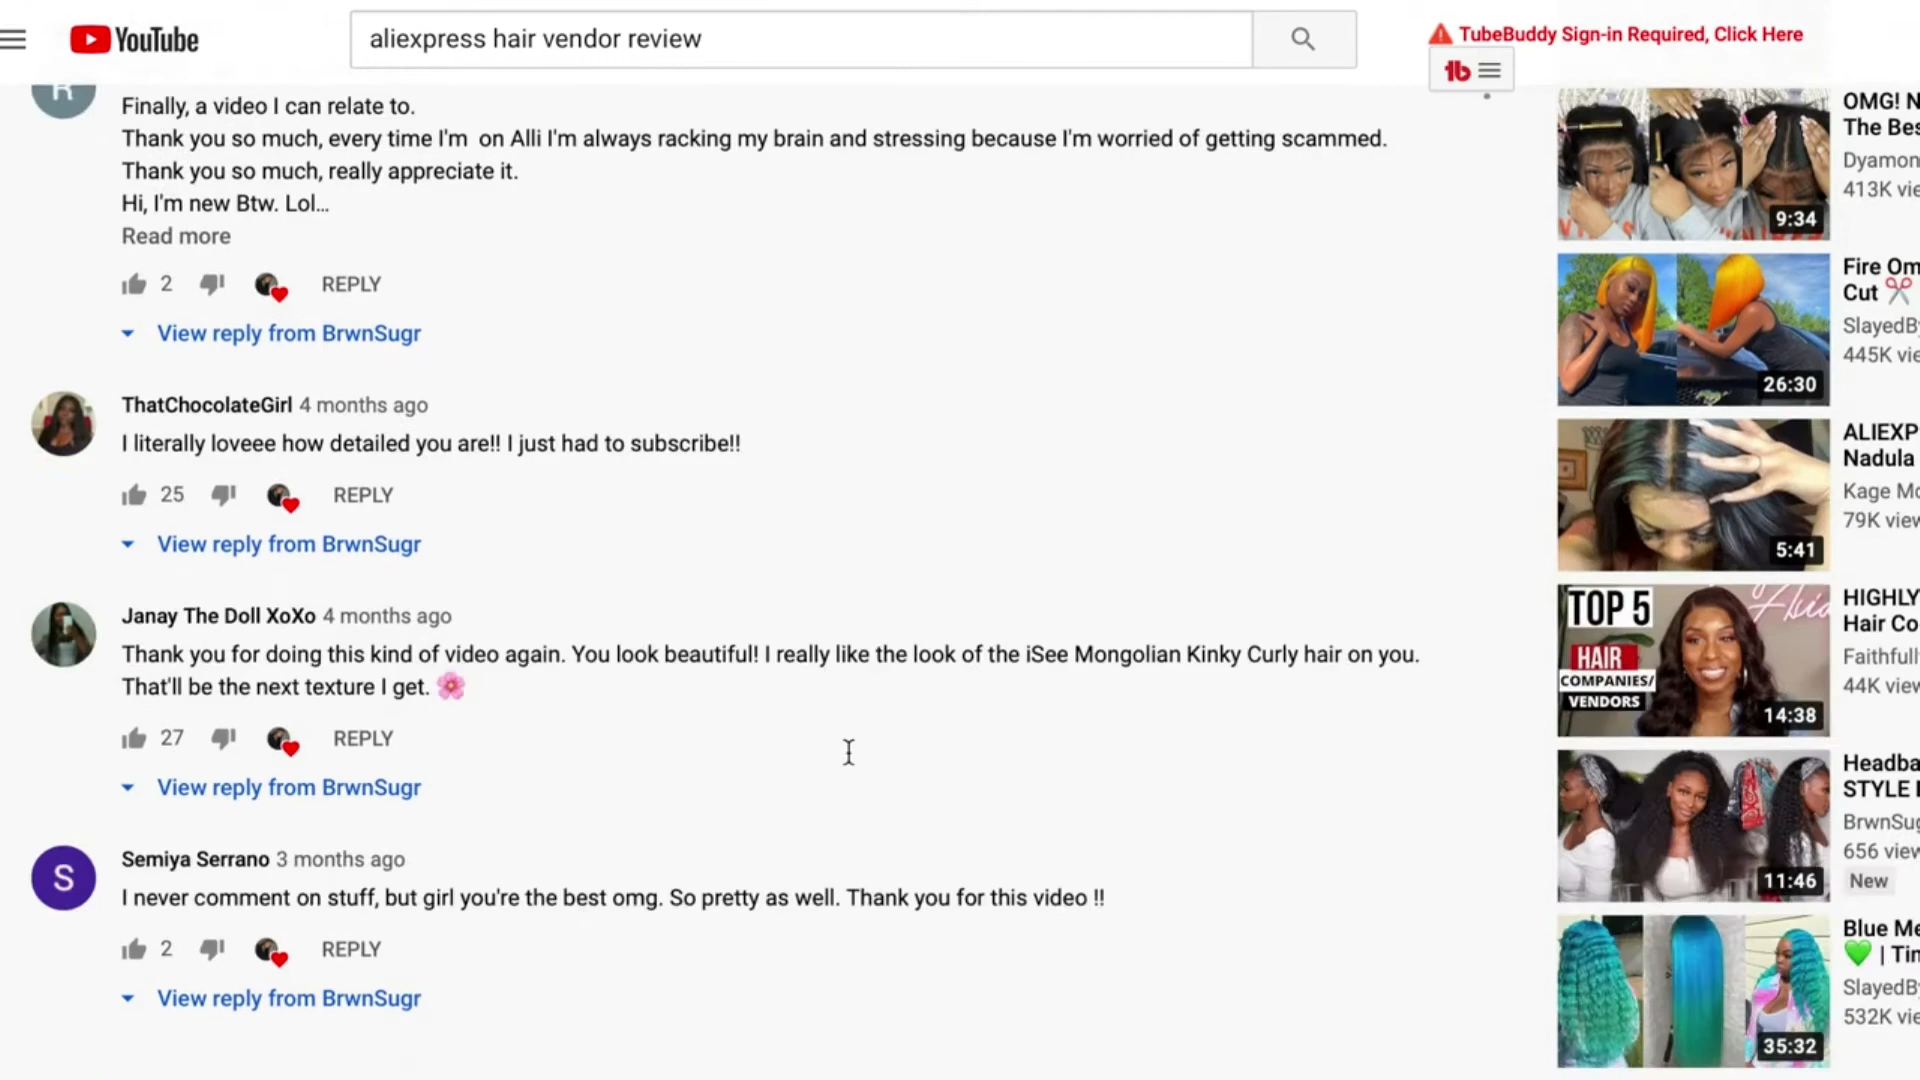 YouTube
aliexpress hair vendor review
TubeBuddy Sign-in Required, Click Here
tb
R
Finally, a video I can relate to.
Thank you so much, every time I'm on Alli I'm always racking my brain and stressing because I'm worried of getting scammed.
Thank you so much, really appreciate it.
Hi, I'm new Btw. Lol...
Read more
2 REPLY
View reply from BrwnSugr
ThatChocolateGirl 4 months ago
I literally loveee how detailed you are!! I just had to subscribe!!
25 REPLY
View reply from BrwnSugr
Janay The Doll XoXo 4 months ago
Thank you for doing this kind of video again. You look beautiful! I really like the look of the iSee Mongolian Kinky Curly hair on you.
That'll be the next texture I get. 🌸
27 REPLY
View reply from BrwnSugr
S
Semiya Serrano 3 months ago
I never comment on stuff, but girl you're the best omg. So pretty as well. Thank you for this video !!
2 REPLY
View reply from BrwnSugr
OMG! N
The Bes
Dyamon
413K vie
9:34
Fire Om
Cut ✂️
SlayedBy
445K vie
26:30
ALIEXP
Nadula
Kage Mo
79K view
5:41
TOP 5
HAIR
COMPANIES/
VENDORS
14:38
HIGHLY
Hair Co
Faithfull
44K view
Headba
STYLE
BrwnSug
656 view
New
11:46
Blue Me
💚 | Tin
SlayedBy
532K vie
35:32